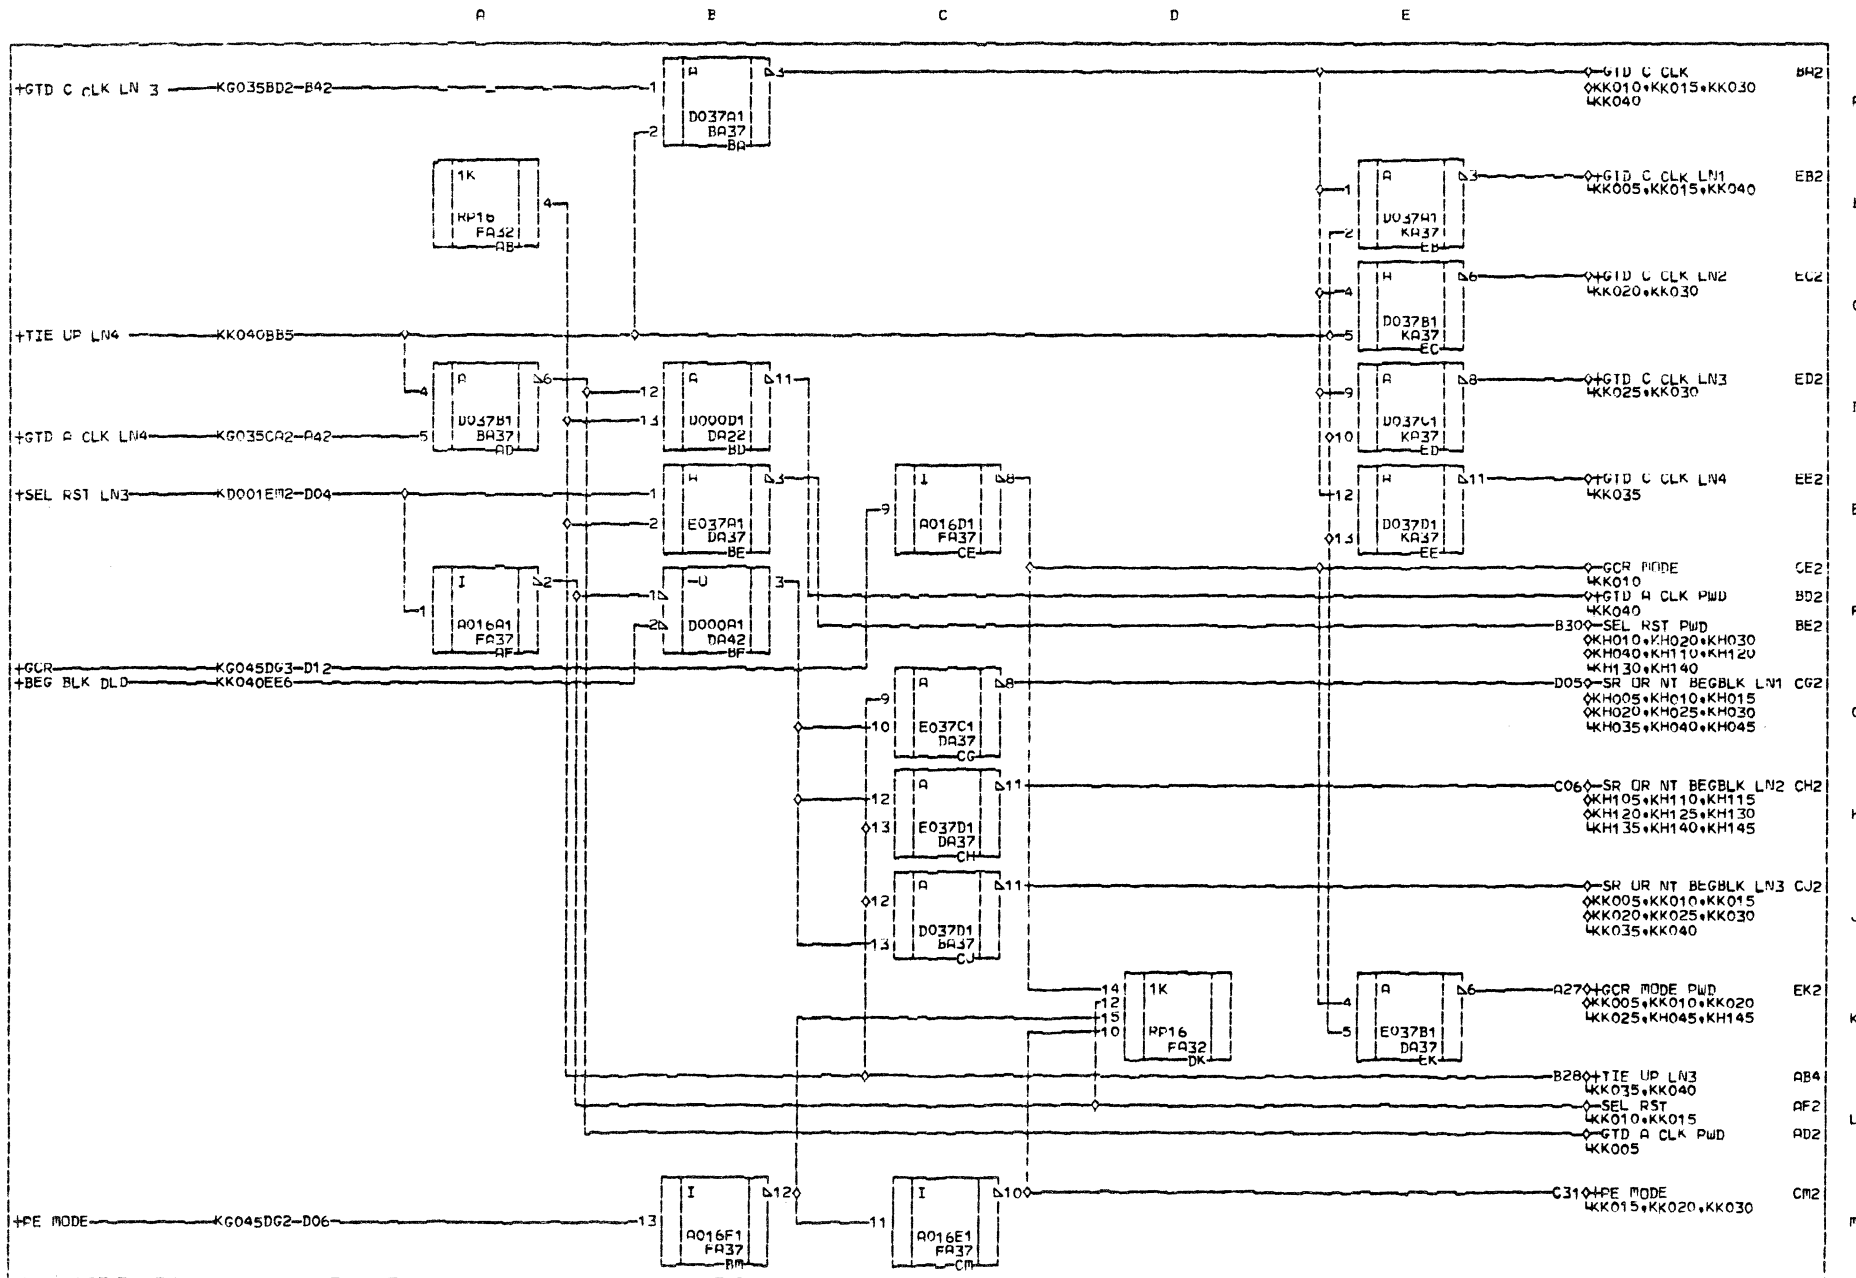 A B C D E
+GTD C CLK LN 3 KG035BD2-B42
1 2 A 3 D037A1 BA37 BA
GTD C CLK BA2
KK010,KK015,KK030
KK040
1K 4 RP16 FA32 AB
1 2 A 3 D037A1 KA37 EB
+GTD C CLK LN1 EB2
KK005,KK015,KK040
4 5 A 6 D037B1 KA37 EC
+GTD C CLK LN2 EC2
KK020,KK030
+TIE UP LN4 KK040BB5
4 5 A 6 D037B1 BA37 AD
12 13 A 11 D000D1 DA22 BD
9 10 A 8 D037C1 KA37 ED
+GTD C CLK LN3 ED2
KK025,KK030
+GTD A CLK LN4 KG035CA2-A42
+SEL RST LN3 KD001EM2-D04
1 2 A 3 E037A1 DA37 BE
9 I 8 A016D1 FA37 CE
12 13 A 11 D037D1 KA37 EE
+GTD C CLK LN4 EE2
KK035
1 I 2 A016A1 FA37 AF
1 2 -U 3 D000A1 DA42 BF
-GCR MODE CE2
KK010
+GTD A CLK PWD BD2
KK040
B30 -SEL RST PWD BE2
KH010,KH020,KH030
KH040,KH110,KH120
KH130,KH140
+GCR KG045DG3-D12
+BEG BLK DLD KK040EE6
9 10 A 8 E037C1 DA37 CG
D05 -SR OR NT BEGBLK LN1 CG2
KH005,KH010,KH015
KH020,KH025,KH030
KH035,KH040,KH045
12 13 A 11 E037D1 DA37 CH
C06 -SR OR NT BEGBLK LN2 CH2
KH105,KH110,KH115
KH120,KH125,KH130
KH135,KH140,KH145
12 13 A 11 D037D1 BA37 CJ
-SR OR NT BEGBLK LN3 CJ2
KK005,KK010,KK015
KK020,KK025,KK030
KK035,KK040
14 12 15 10 1K RP16 FA32 DK
4 5 A 6 E037B1 DA37 EK
A27 +GCR MODE PWD EK2
KK005,KK010,KK020
KK025,KH045,KH145
B28 +TIE UP LN3 AB4
KK035,KK040
-SEL RST AF2
KK010,KK015
-GTD A CLK PWD AD2
KK005
+PE MODE KG045DG2-D06
13 I 12 A016F1 FA37 BM
11 I 10 A016E1 FA37 CM
C31 +PE MODE CM2
KK015,KK020,KK030